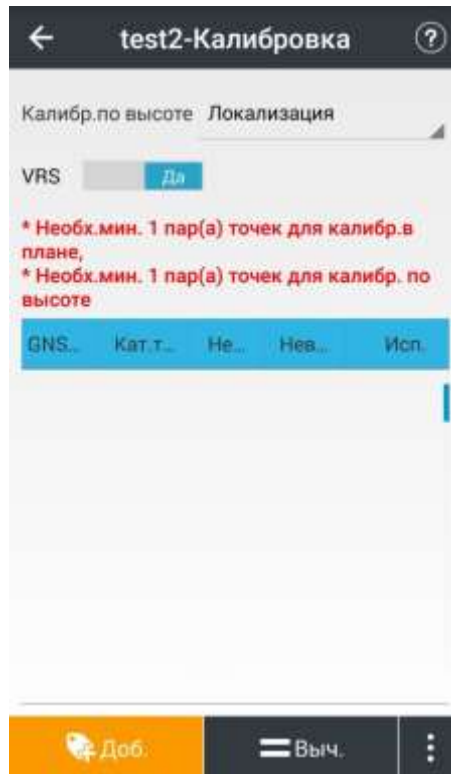 test2-Калибровка
Калибр.по высоте Локализация
VRS Да
* Необх.мин. 1 пар(а) точек для калибр.в
плане,
* Необх.мин. 1 пар(а) точек для калибр. по
высоте
GNS... Кат.т... Не... Нев... Исп.
Доб. Выч.